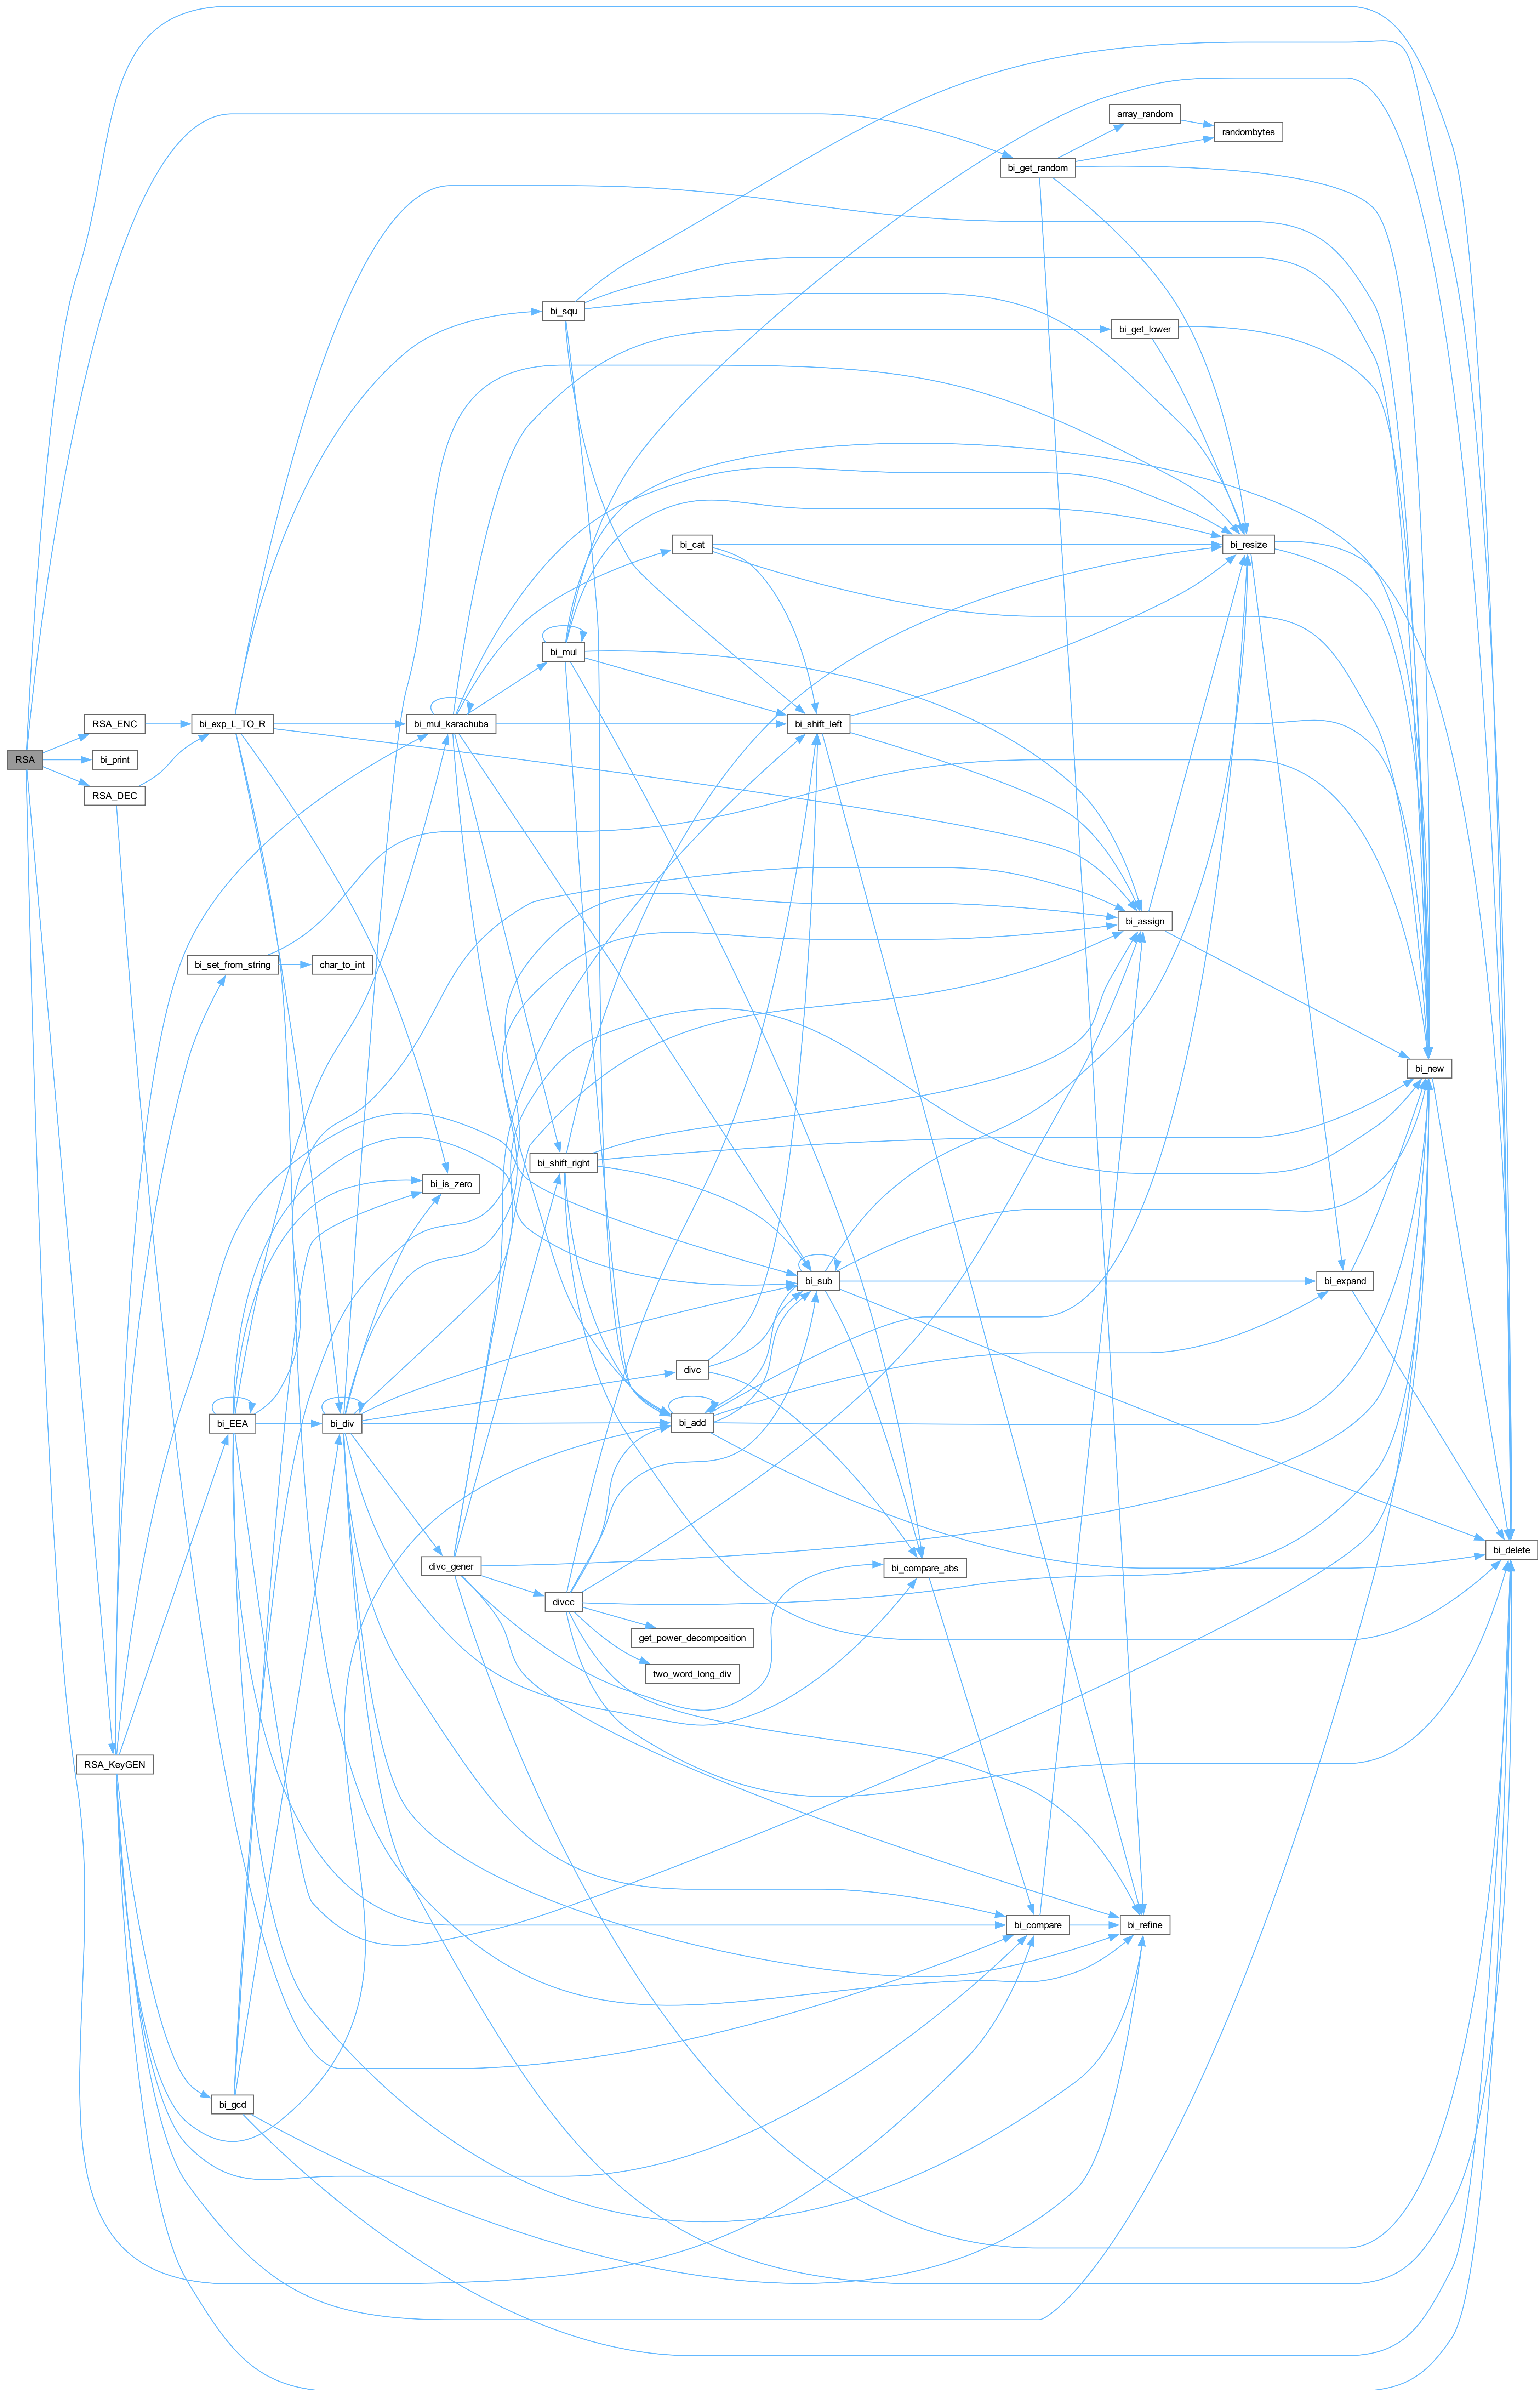 array_random
randombytes
bi_get_random
bi_squ
bi_get_lower
bi_cat
bi_resize
bi_mul
RSA_ENC
bi_exp_L_TO_R
bi_mul_karachuba
bi_shift_left
RSA
bi_print
RSA_DEC
bi_assign
bi_set_from_string
char_to_int
bi_new
bi_shift_right
bi_is_zero
bi_sub
bi_expand
divc
bi_EEA
bi_div
bi_add
bi_delete
divc_gener
bi_compare_abs
divcc
get_power_decomposition
two_word_long_div
RSA_KeyGEN
bi_compare
bi_refine
bi_gcd